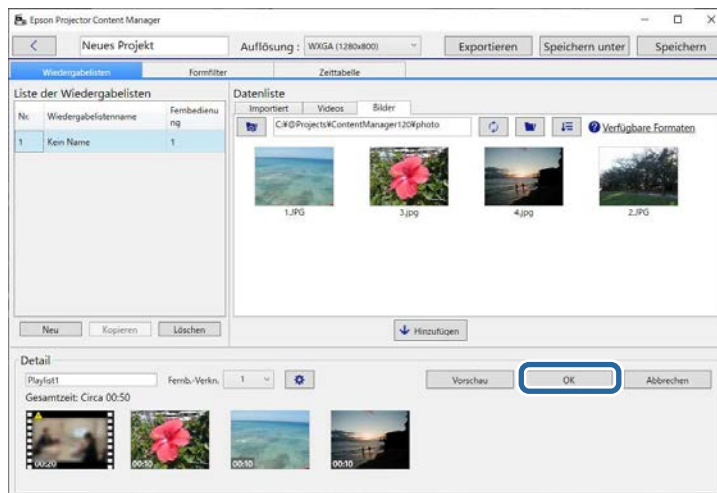 Epson Projector Content Manager
Neues Projekt
Auflösung : WXGA (1280x800)
Exportieren
Speichern unter
Speichern
Wiedergabelisten
Formfilter
Zeittabelle
Liste der Wiedergabelisten
Nr.
Wiedergabelistenname
Fernbedienu
ng
1
Kein Name
1
Neu
Kopieren
Löschen
Datenliste
Importiert
Videos
Bilder
C:¥@Projects¥ContentManager120¥photo
Verfügbare Formaten
1.JPG
3.jpg
4.jpg
2.JPG
Hinzufügen
Detail
Playlist1
Fernb.-Verkn.
1
Vorschau
OK
Abbrechen
Gesamtzeit: Circa 00:50
00:20
00:10
00:10
00:10